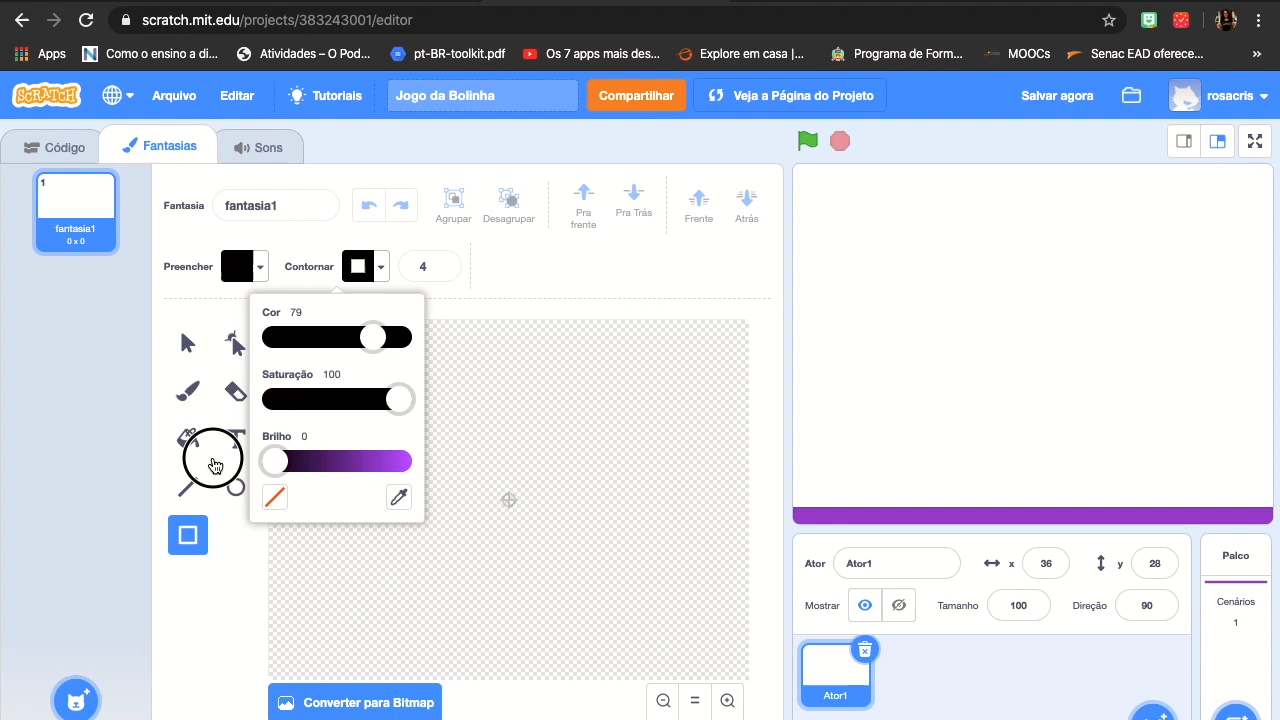 scratch.mit.edu/projects/383243001/editor
Apps
Como o ensino a di...
Atividades – O Pod...
pt-BR-toolkit.pdf
Os 7 apps mais des...
Explore em casa |...
Programa de Form...
MOOCs
Senac EAD oferece...
»
SCRATCH
Arquivo
Editar
Tutoriais
Jogo da Bolinha
Compartilhar
Veja a Página do Projeto
Salvar agora
rosacris
Código
Fantasias
Sons
1
fantasia1
0 x 0
Fantasia
fantasia1
Agrupar
Desagrupar
Pra
frente
Pra Trás
Frente
Atrás
Preencher
Contornar
4
Cor 79
Saturação 100
Brilho 0
T
Converter para Bitmap
=
Ator
Ator1
x
36
y
28
Mostrar
Tamanho
100
Direção
90
Ator1
Palco
Cenários
1